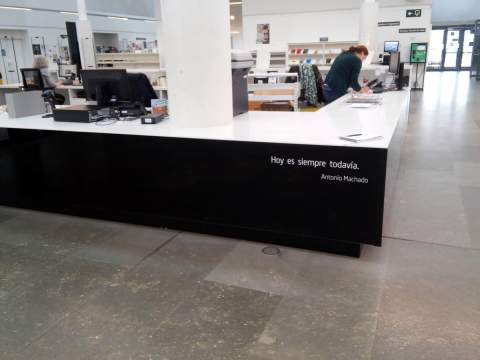 Hoy es siempre todavía.
Antonio Machado